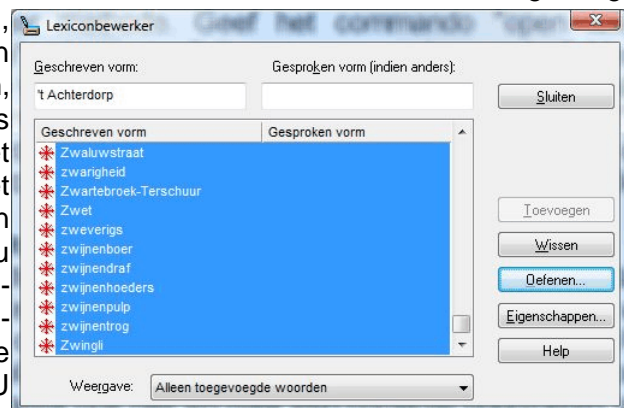 Lexiconbewerker
Geschreven vorm: Gesproken vorm (indien anders):
't Achterdorp
Sluiten
Geschreven vorm Gesproken vorm
Zwaluwstraat
zwarigheid
Zwartebroek-Terschuur
Zwet
zweverigs
zwijnenboer
zwijnendraf
zwijnenhoeders
zwijnenpulp
zwijnentrog
Zwingli
Toevoegen
Wissen
Oefenen...
Eigenschappen...
Help
Weergave: Alleen toegevoegde woorden